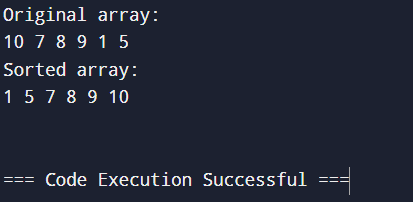 Original array:
10 7 8 9 1 5
Sorted array:
1 5 7 8 9 10
=== Code Execution Successful ===